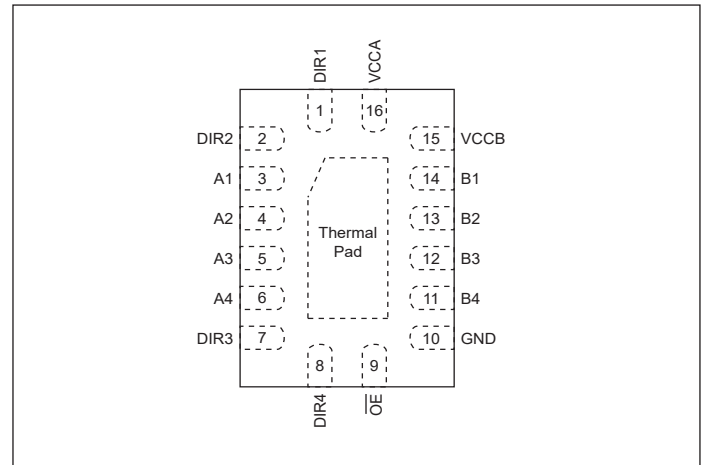 DIR1
VCCA
1
16
DIR2 2
15 VCCB
A1 3
14 B1
A2 4
13 B2
Thermal
Pad
A3 5
12 B3
A4 6
11 B4
DIR3 7
10 GND
8
9
DIR4
O̅E̅